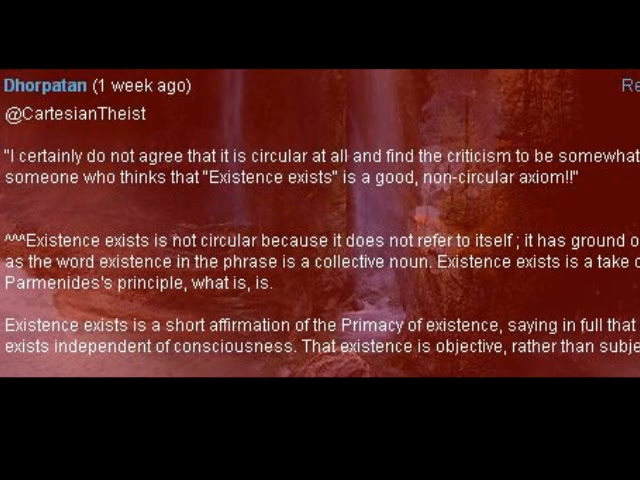 Dhorpatan (1 week ago) Re
@CartesianTheist
"I certainly do not agree that it is circular at all and find the criticism to be somewhat
someone who thinks that "Existence exists" is a good, non-circular axiom!!"
^^^Existence exists is not circular because it does not refer to itself ; it has ground o
as the word existence in the phrase is a collective noun. Existence exists is a take o
Parmenides's principle, what is, is.
Existence exists is a short affirmation of the Primacy of existence, saying in full that
exists independent of consciousness. That existence is objective, rather than subje